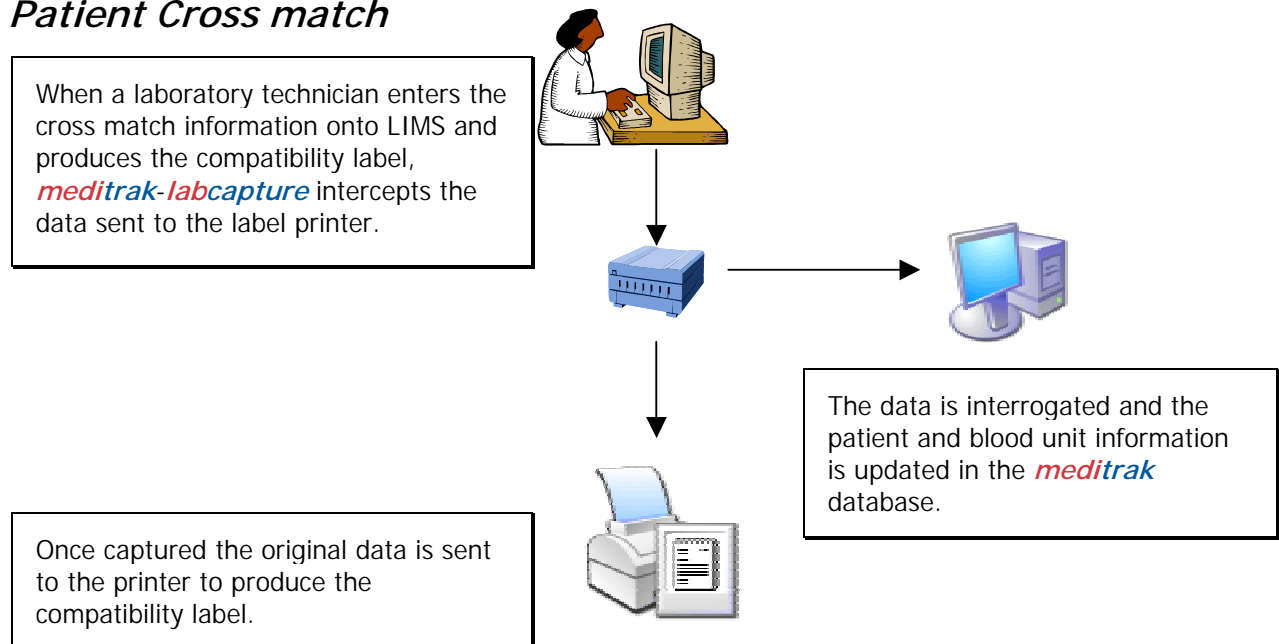 Patient Cross match
When a laboratory technician enters the
cross match information onto LIMS and
produces the compatibility label,
meditrak-labcapture intercepts the
data sent to the label printer.
The data is interrogated and the
patient and blood unit information
is updated in the meditrak
database.
Once captured the original data is sent
to the printer to produce the
compatibility label.